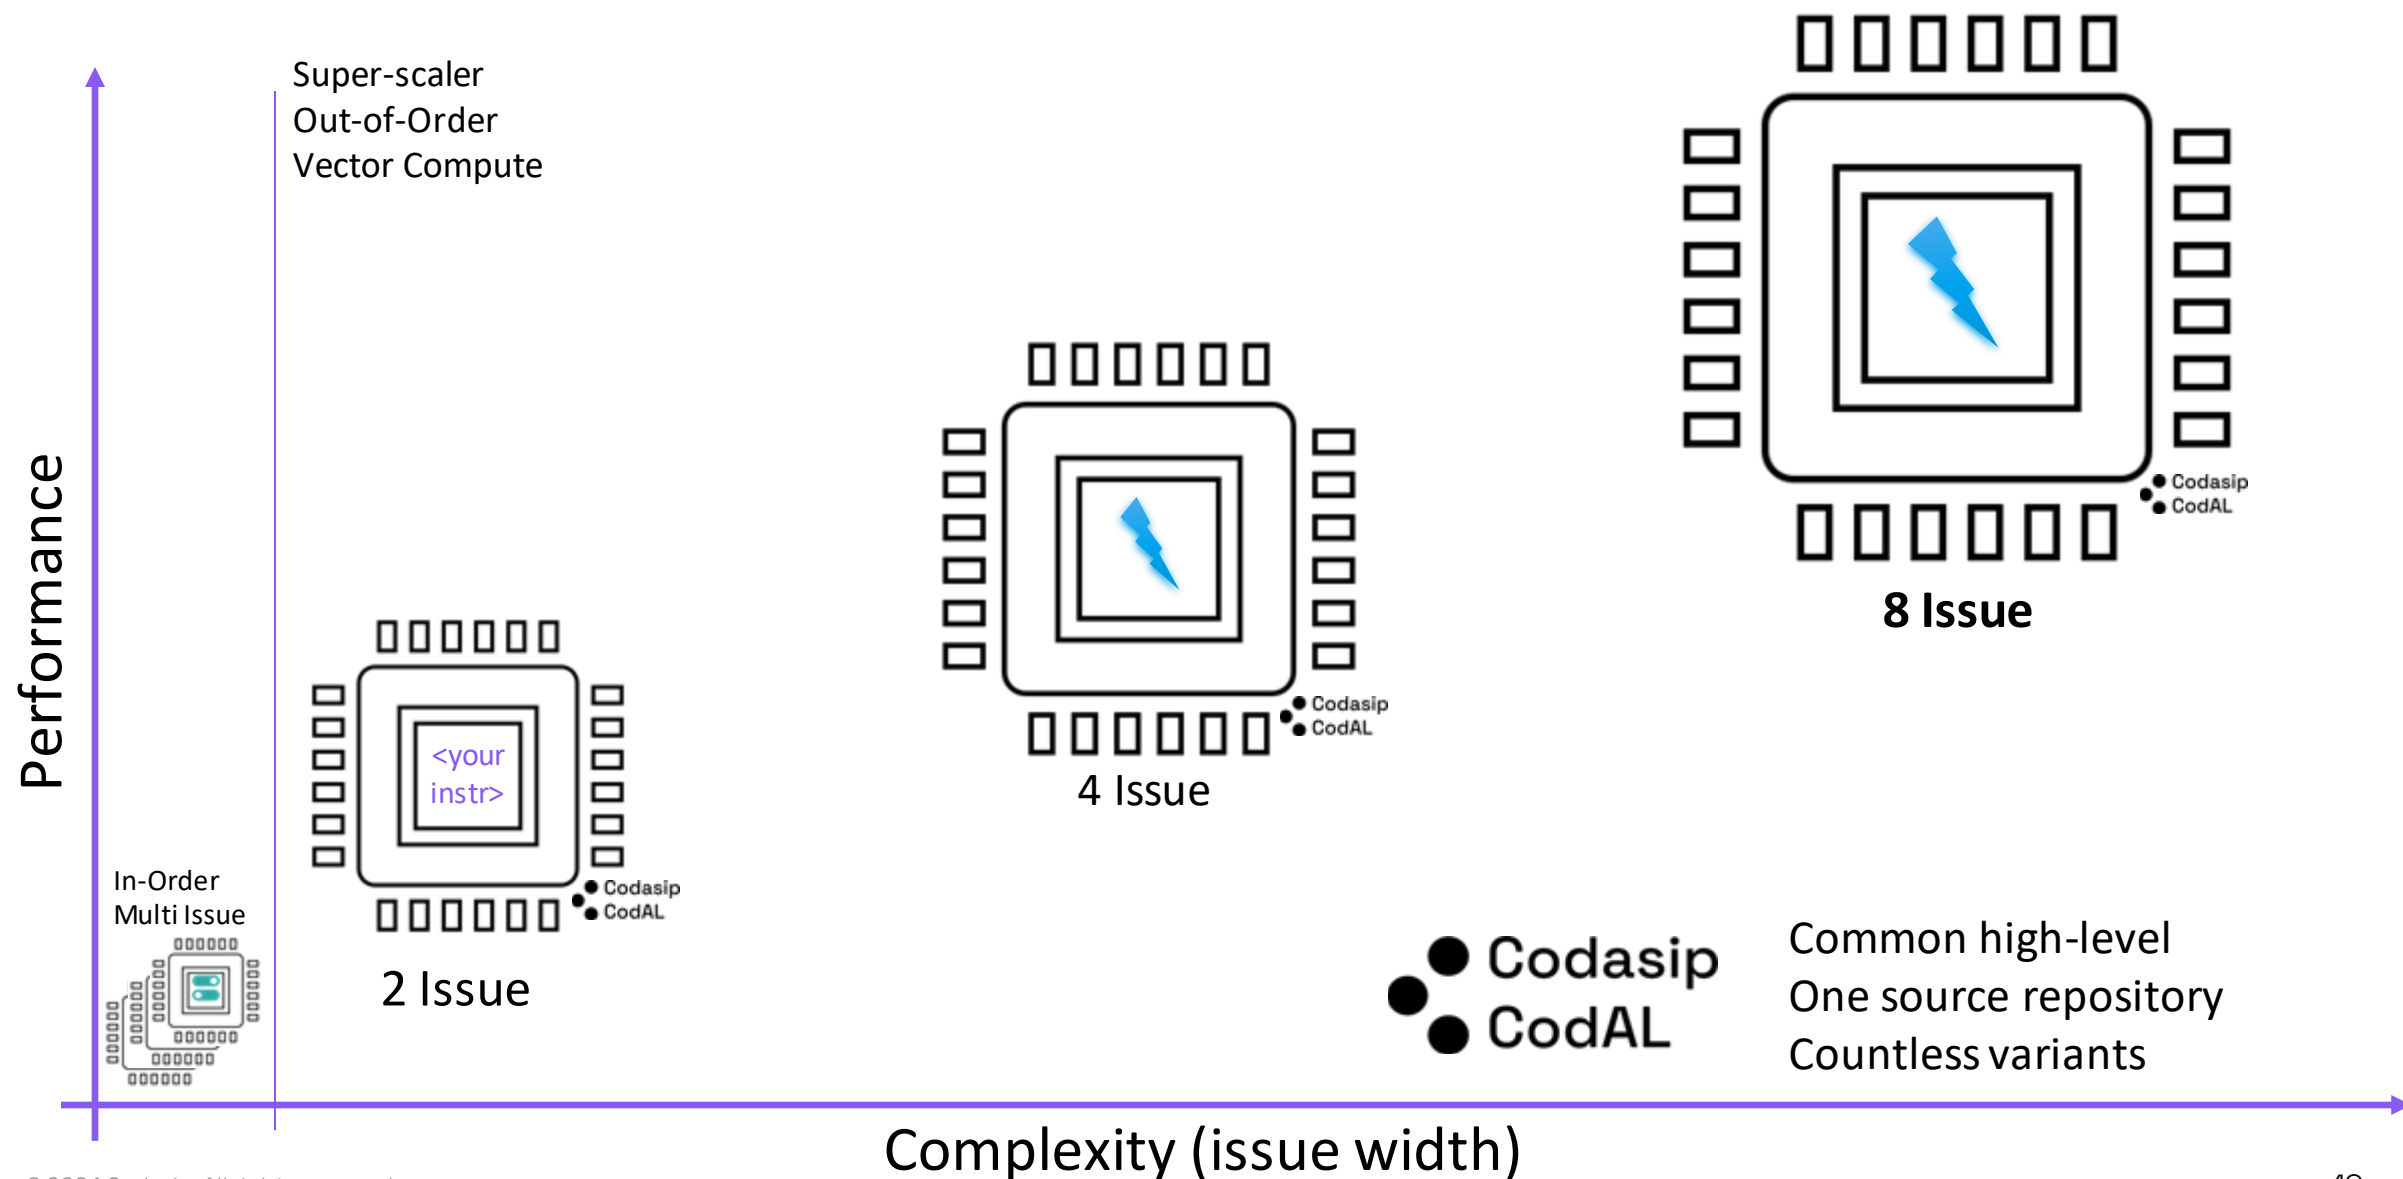 Super-scaler
Out-of-Order
Vector Compute
Performance
In-Order
Multi Issue
<your
instr>
Codasip
CodAL
2 Issue
Codasip
CodAL
4 Issue
Codasip
CodAL
8 Issue
Codasip
CodAL
Common high-level
One source repository
Countless variants
Complexity (issue width)